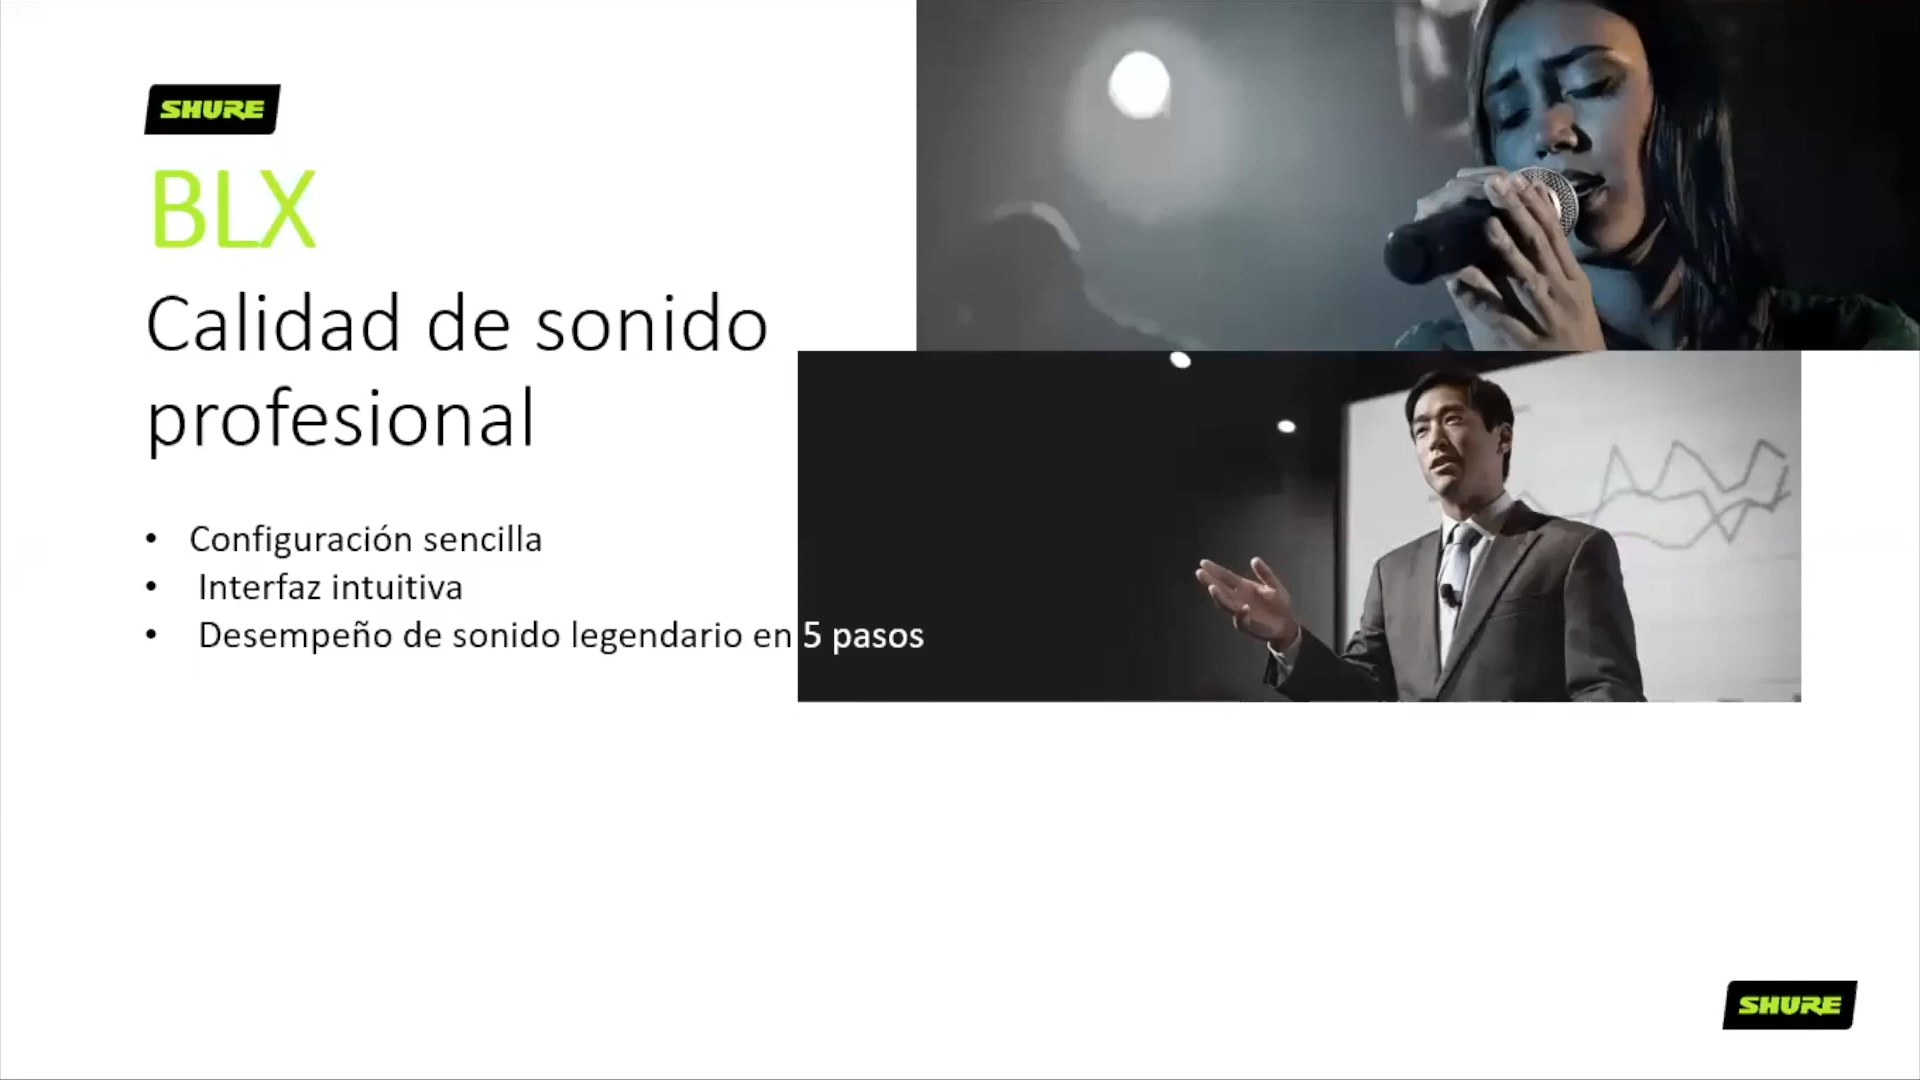 SHURE
BLX
Calidad de sonido
profesional
• Configuración sencilla
• Interfaz intuitiva
• Desempeño de sonido legendario en 5 pasos
SHURE